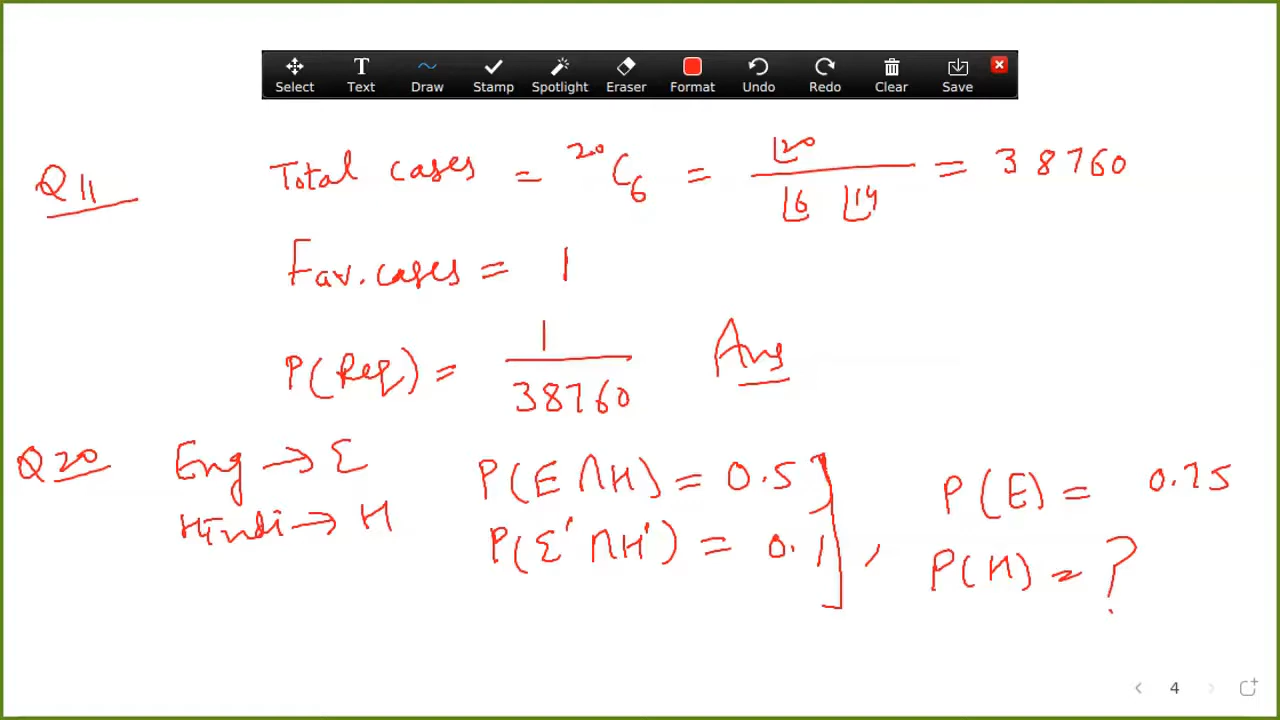 Select Text Draw Stamp Spotlight Eraser Format Undo Redo Clear Save
Q11 Total cases = ²⁰C₆ = ⌊20 / ⌊6 ⌊14 = 38760
Fav. cases = 1
P(Req) = 1/38760 Ans
Q20 Eng → E P(E ∩ H) = 0.5 P(E) = 0.75
Hindi → H P(E' ∩ H') = 0.1, P(H) = ?
4